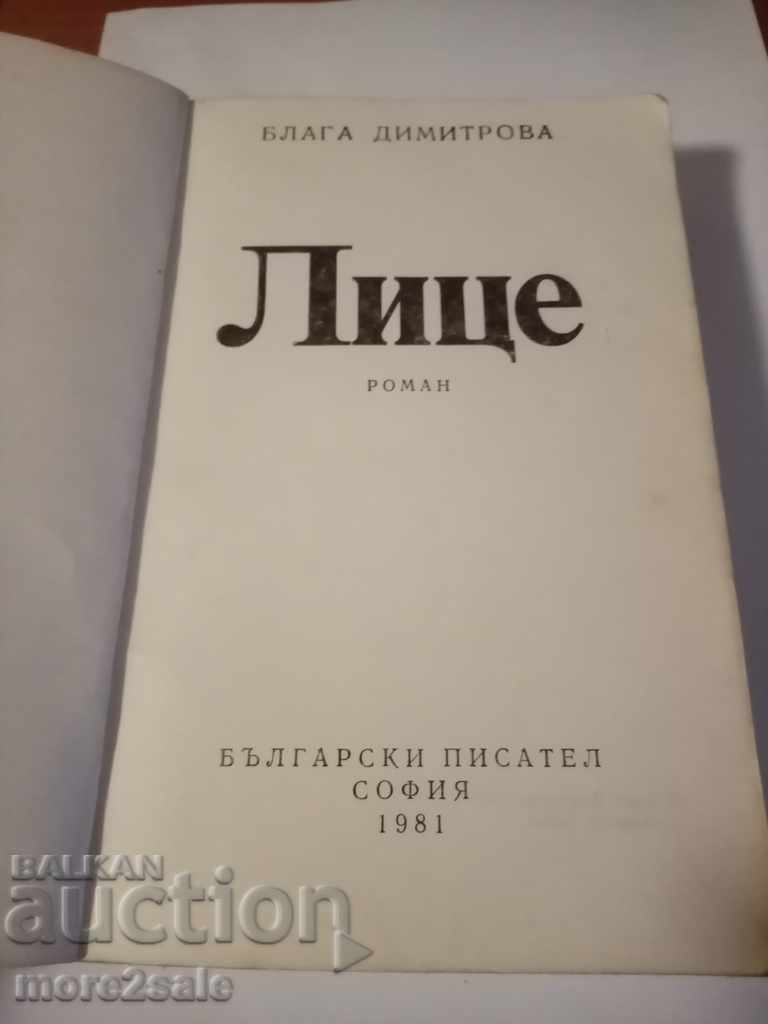 БЛАГА ДИМИТРОВА
Лице
РОМАН
БЪЛГАРСКИ ПИСАТЕЛ
СОФИЯ
1981
BALKAN
auction
more2sale